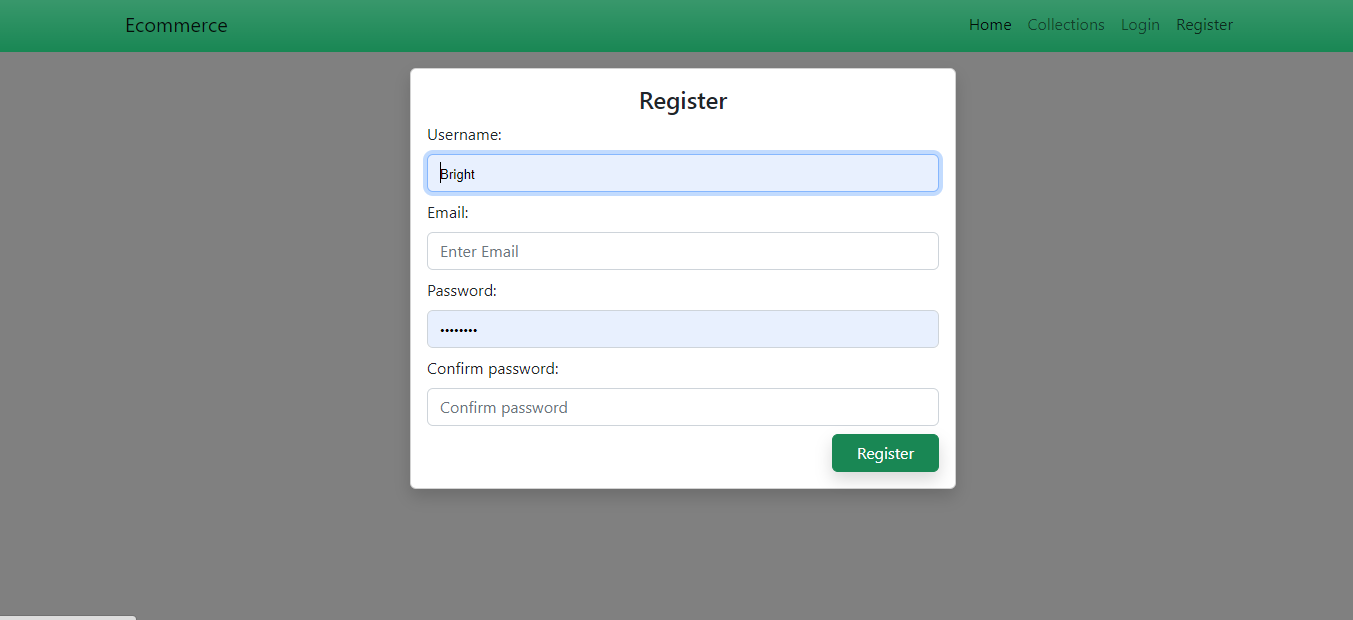 Ecommerce Home Collections Login Register
Register
Username:
Bright
Email:
Enter Email
Password:
••••••••
Confirm password:
Confirm password
Register